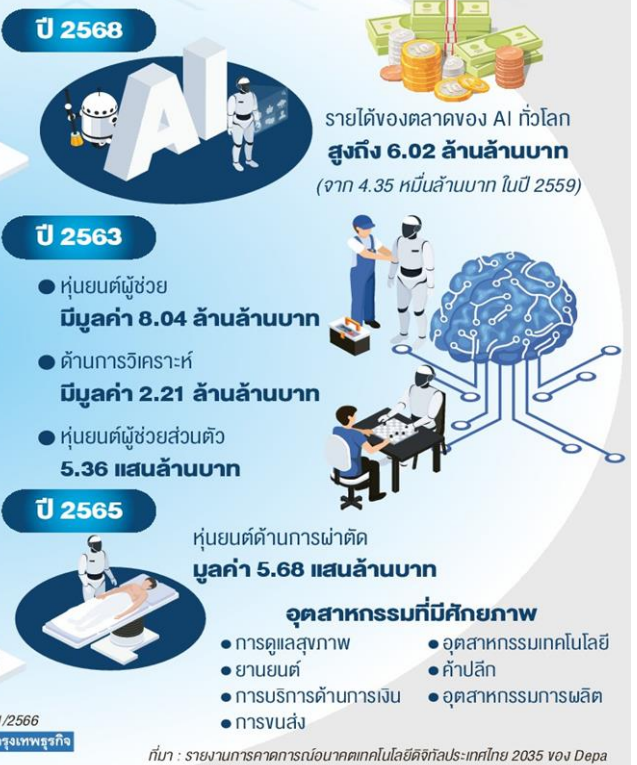 ปี 2568
AI
รายได้ของตลาดของ AI ทั่วโลก
สูงถึง 6.02 ล้านล้านบาท
(จาก 4.35 หมื่นล้านบาท ในปี 2559)
ปี 2563
● หุ่นยนต์ผู้ช่วย
มีมูลค่า 8.04 ล้านล้านบาท
● ด้านการวิเคราะห์
มีมูลค่า 2.21 ล้านล้านบาท
● หุ่นยนต์ผู้ช่วยส่วนตัว
5.36 แสนล้านบาท
ปี 2565
หุ่นยนต์ด้านการผ่าตัด
มูลค่า 5.68 แสนล้านบาท
อุตสาหกรรมที่มีศักยภาพ
● การดูแลสุขภาพ
● ยานยนต์
● การบริการด้านการเงิน
● การขนส่ง
● อุตสาหกรรมเทคโนโลยี
● ค้าปลีก
● อุตสาหกรรมการผลิต
/2566
กรุงเทพธุรกิจ
ที่มา : รายงานการคาดการณ์อนาคตเทคโนโลยีดิจิทัลประเทศไทย 2035 ของ Depa